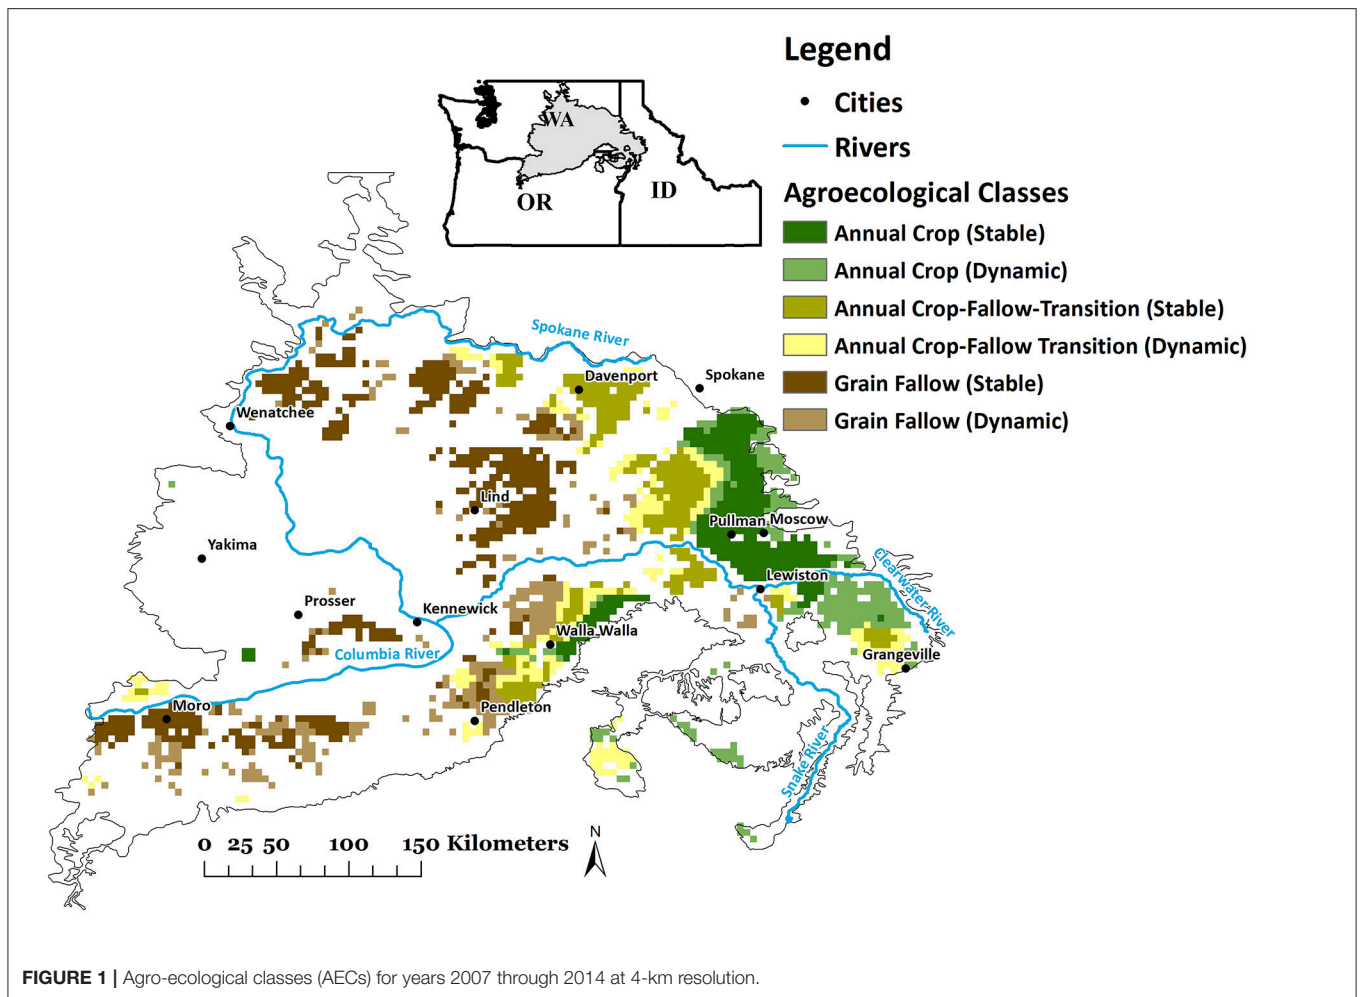 Legend
Cities
Rivers
Agroecological Classes
Annual Crop (Stable)
Annual Crop (Dynamic)
Annual Crop-Fallow-Transition (Stable)
Annual Crop-Fallow Transition (Dynamic)
Grain Fallow (Stable)
Grain Fallow (Dynamic)
WA
OR
ID
Spokane River
Davenport
Spokane
Wenatchee
Lind
Pullman
Moscow
Yakima
Clearwater River
Lewiston
Prosser
Kennewick
Walla Walla
Columbia River
Grangeville
Moro
Pendleton
Snake River
0 25 50 100 150 Kilometers
N
FIGURE 1 | Agro-ecological classes (AECs) for years 2007 through 2014 at 4-km resolution.